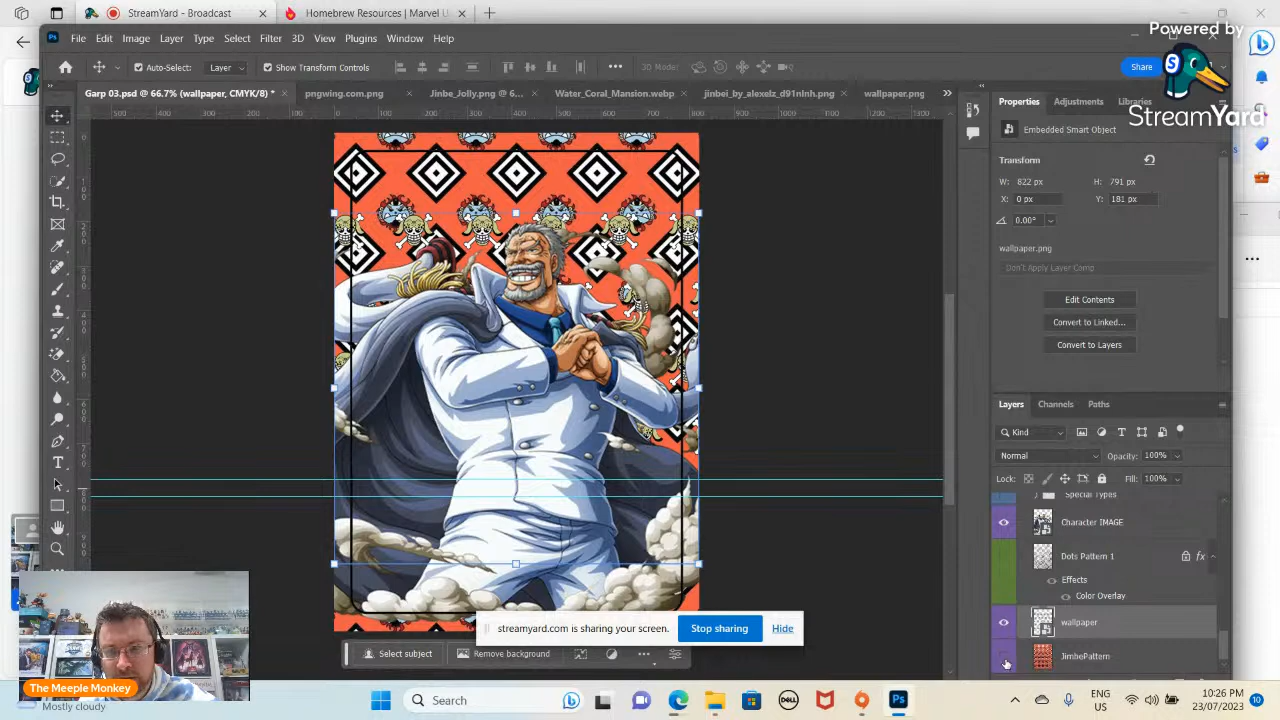 StreamYard - Broadcast
Homebrew Resources | Marvel U
Powered by
StreamYard
Ps File Edit Image Layer Type Select Filter 3D View Plugins Window Help
Auto-Select: Layer Show Transform Controls 3D Mode: Share
Garp 03.psd @ 66.7% (wallpaper, CMYK/8) * pngwing.com.png Jinbe_Jolly.png @ 6... Water_Coral_Mansion.webp jinbei_by_alexelz_d91nlnh.png wallpaper.png
Properties Adjustments Libraries
Embedded Smart Object
Transform
W: 822 px H: 791 px
X: 0 px Y: 181 px
0.00°
wallpaper.png
Don't Apply Layer Comp
Edit Contents
Convert to Linked...
Convert to Layers
Layers Channels Paths
Kind
Normal Opacity: 100%
Lock: Fill: 100%
Special Types
Character IMAGE
Dots Pattern 1 fx
Effects
Color Overlay
wallpaper
JimbePattern
streamyard.com is sharing your screen. Stop sharing Hide
Select subject Remove background
The Meeple Monkey
Mostly cloudy
Search
DELL
ENG
US
10:26 PM
23/07/2023
10